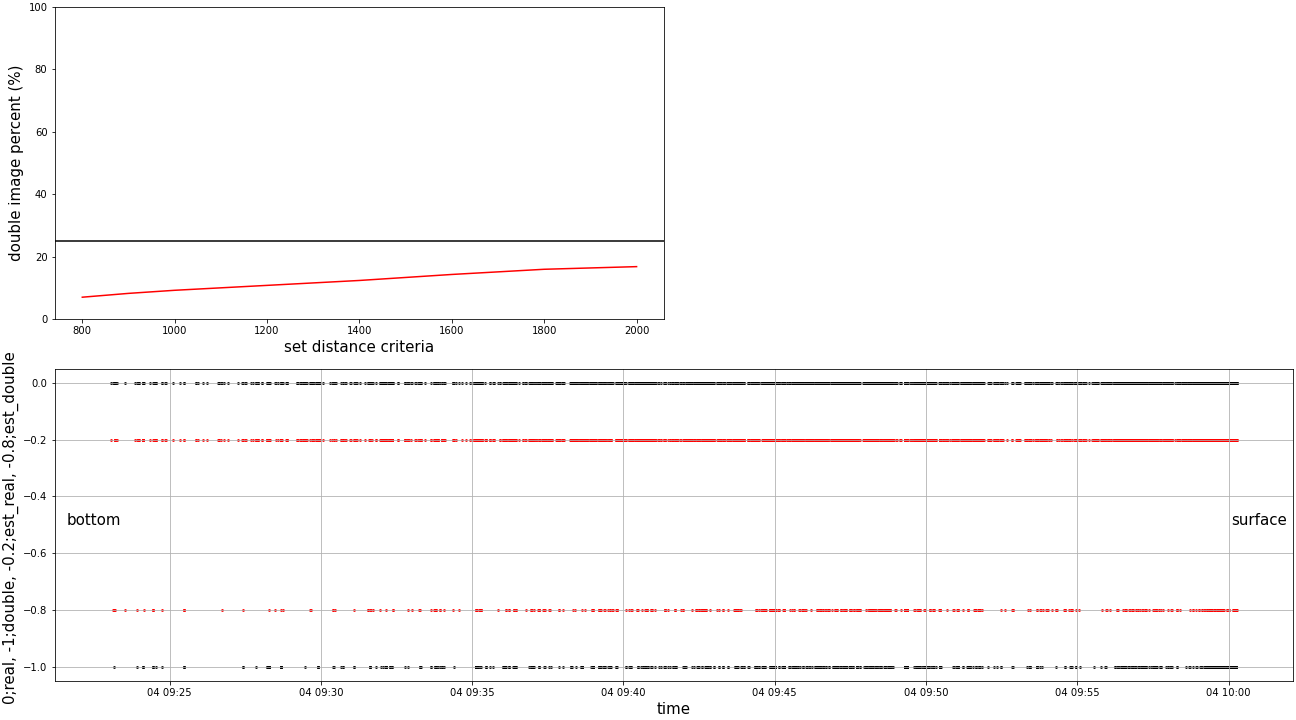 100
80
60
40
20
0
double image percent (%)
800 1000 1200 1400 1600 1800 2000
set distance criteria
0.0
−0.2
−0.4
−0.6
−0.8
−1.0
0;real, -1;double, -0.2;est_real, -0.8;est_double
bottom
surface
04 09:25 04 09:30 04 09:35 04 09:40 04 09:45 04 09:50 04 09:55 04 10:00
time